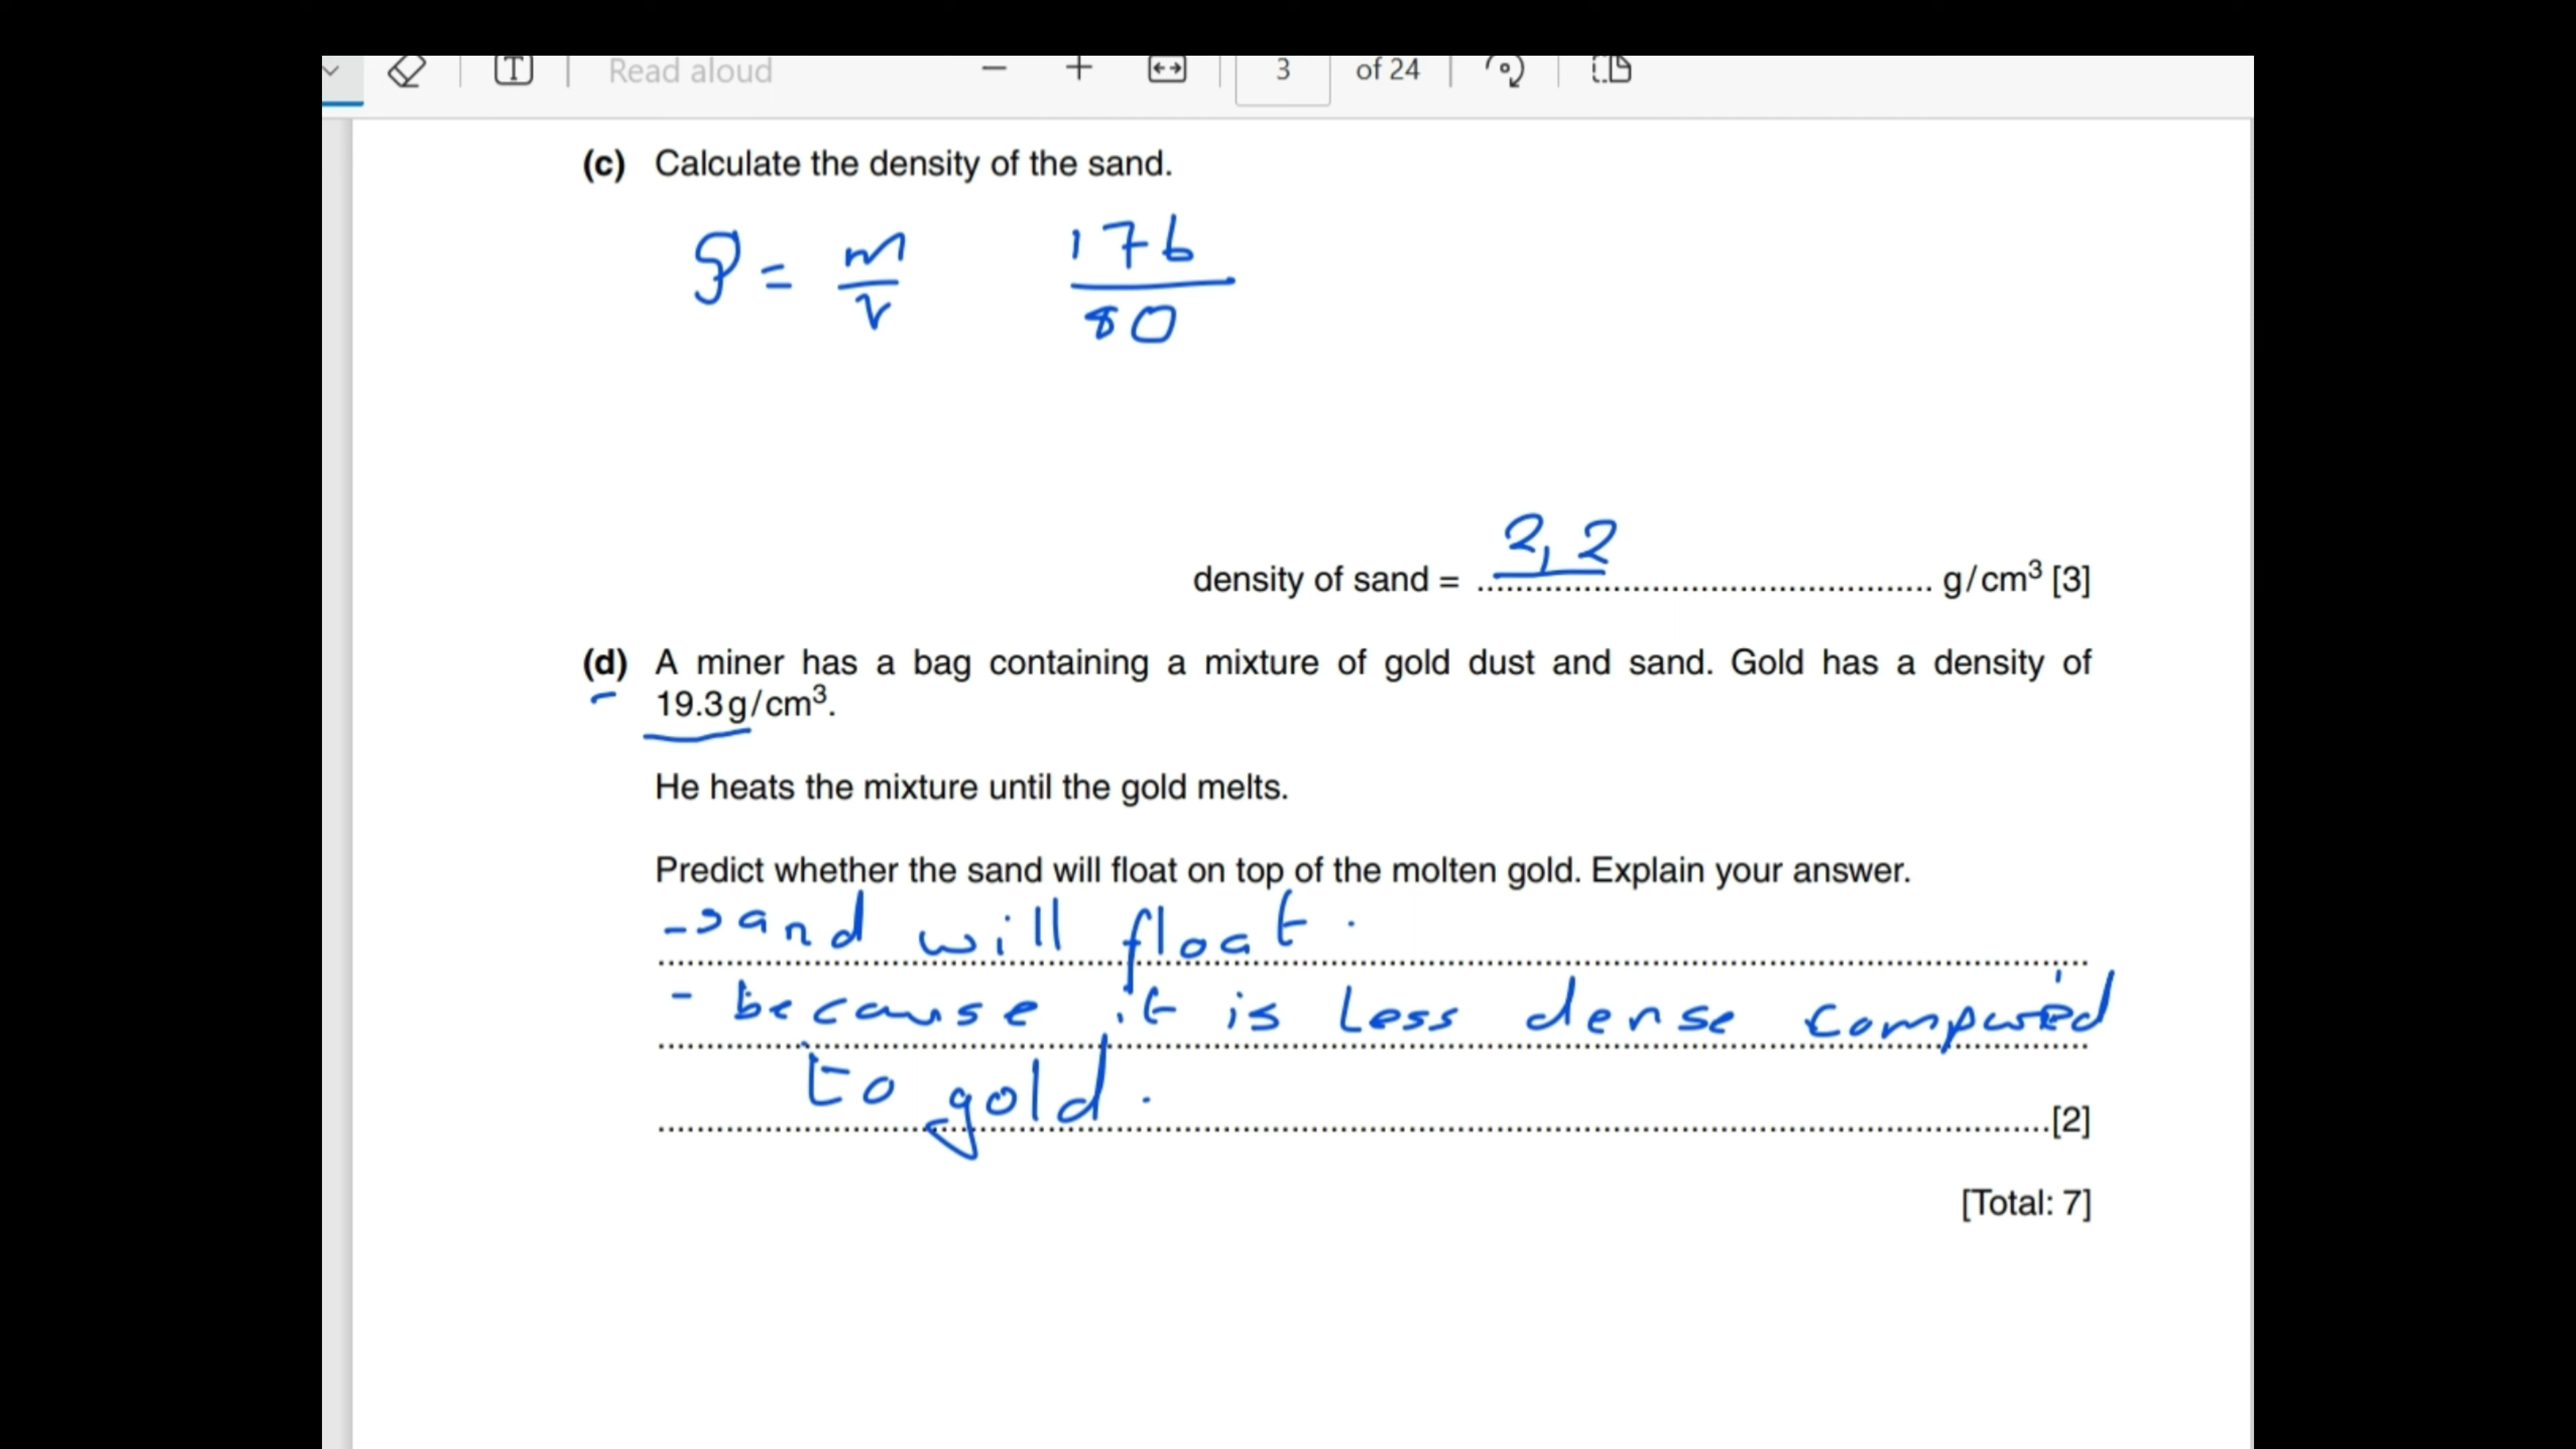 Read aloud 3 of 24
(c) Calculate the density of the sand.
ρ = m/v 176/80
density of sand = 2,2 g/cm³ [3]
(d) A miner has a bag containing a mixture of gold dust and sand. Gold has a density of
19.3 g/cm³.
He heats the mixture until the gold melts.
Predict whether the sand will float on top of the molten gold. Explain your answer.
- sand will float.
- because it is less dense compared
to gold.
[2]
[Total: 7]